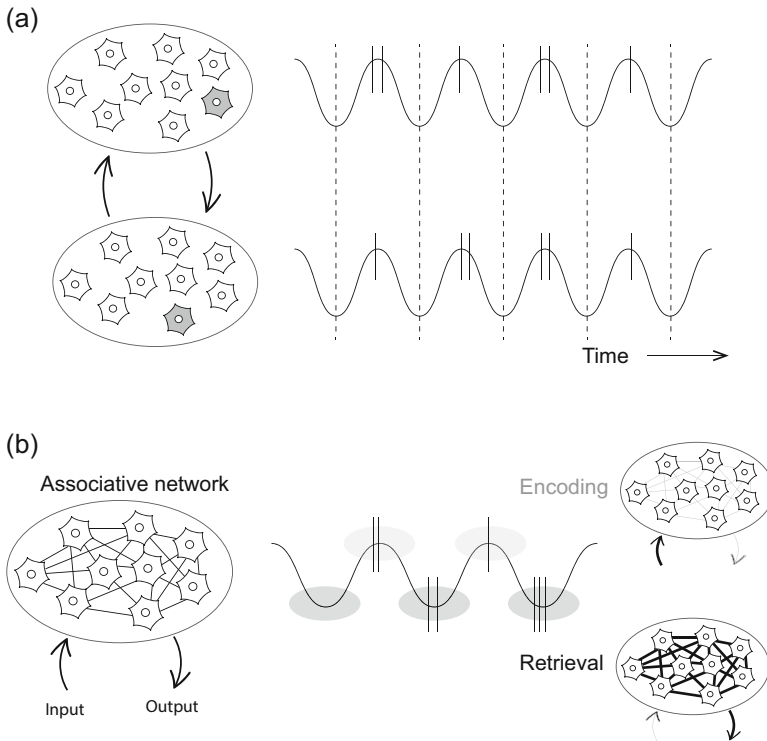 (a)
Time
(b)
Associative network
Encoding
Retrieval
Input
Output